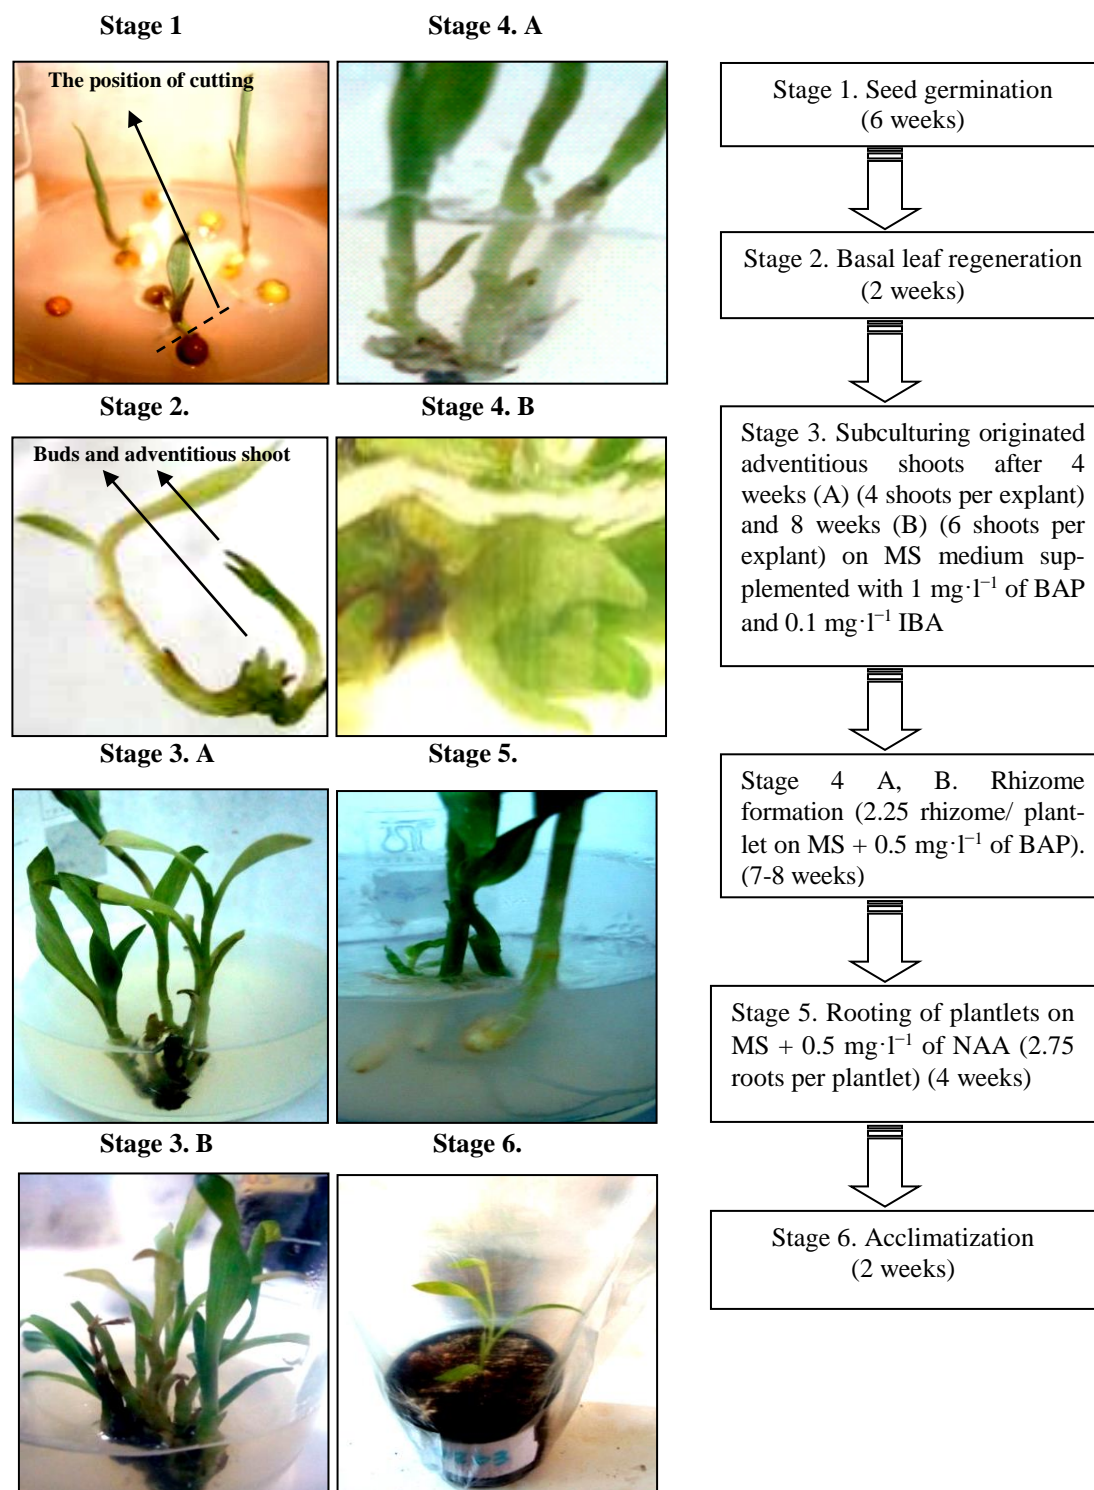 Stage 1
Stage 4. A
The position of cutting
Stage 2.
Stage 4. B
Buds and adventitious shoot
Stage 3. A
Stage 5.
Stage 3. B
Stage 6.
Stage 1. Seed germination
(6 weeks)
Stage 2. Basal leaf regeneration
(2 weeks)
Stage 3. Subculturing originated
adventitious shoots after 4
weeks (A) (4 shoots per explant)
and 8 weeks (B) (6 shoots per
explant) on MS medium sup-
plemented with 1 mg·l⁻¹ of BAP
and 0.1 mg·l⁻¹ IBA
Stage 4 A, B. Rhizome
formation (2.25 rhizome/ plant-
let on MS + 0.5 mg·l⁻¹ of BAP).
(7-8 weeks)
Stage 5. Rooting of plantlets on
MS + 0.5 mg·l⁻¹ of NAA (2.75
roots per plantlet) (4 weeks)
Stage 6. Acclimatization
(2 weeks)